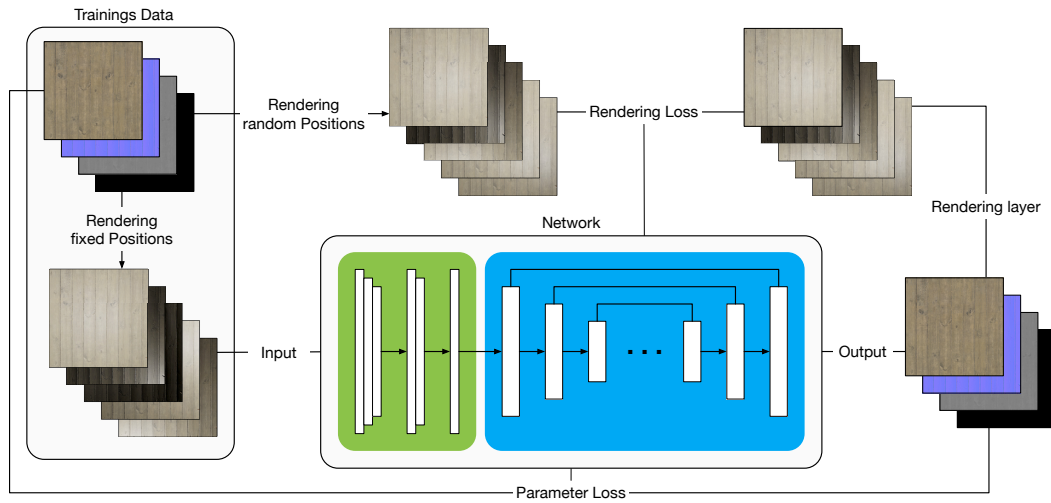 Trainings Data
Rendering
random Positions
Rendering Loss
Rendering layer
Rendering
fixed Positions
Network
Input
Output
Parameter Loss